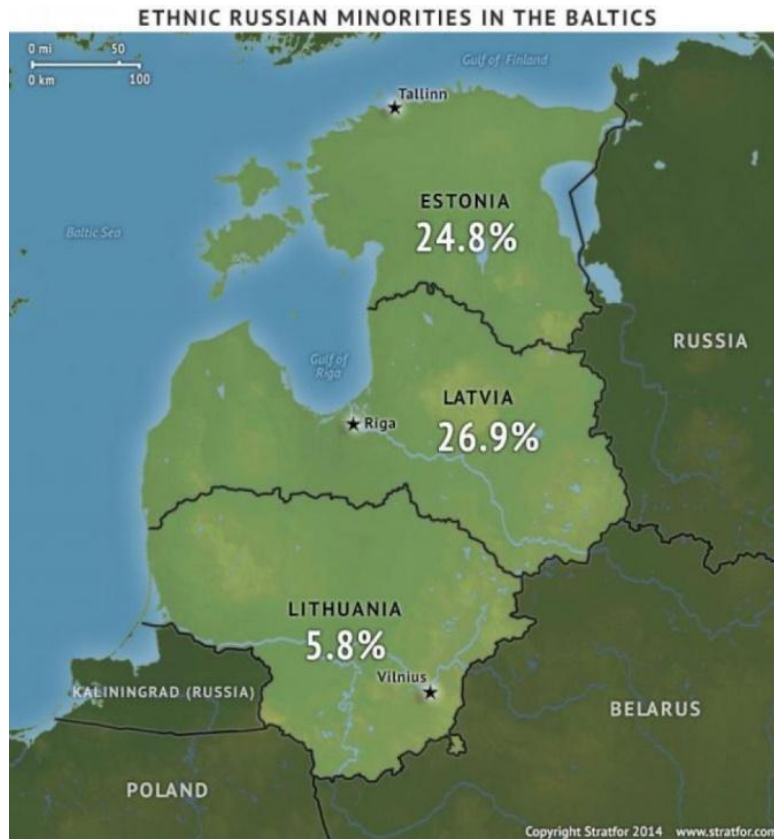 ETHNIC RUSSIAN MINORITIES IN THE BALTICS
0 mi 50
0 km 100
Gulf of Finland
Tallinn
ESTONIA
24.8%
Baltic Sea
RUSSIA
Gulf of
Riga
LATVIA
Riga
26.9%
LITHUANIA
5.8%
Vilnius
KALININGRAD (RUSSIA)
BELARUS
POLAND
Copyright Stratfor 2014 www.stratfor.com